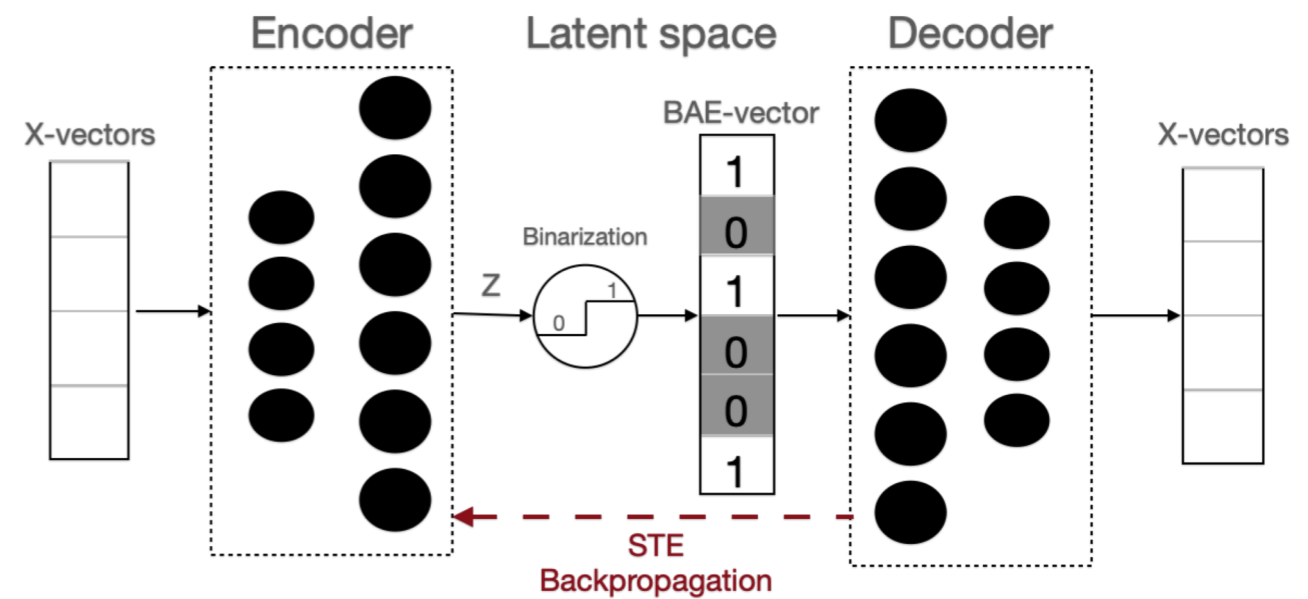 Encoder
Latent space
Decoder
X-vectors
BAE-vector
X-vectors
Binarization
Z
0
1
1
0
1
0
0
1
STE
Backpropagation